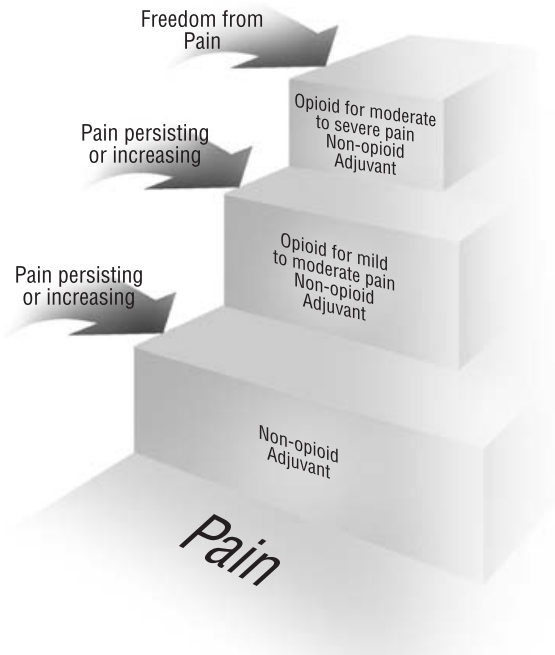 Freedom from
Pain
Opioid for moderate
to severe pain
Non-opioid
Adjuvant
Pain persisting
or increasing
Opioid for mild
to moderate pain
Non-opioid
Adjuvant
Pain persisting
or increasing
Non-opioid
Adjuvant
Pain